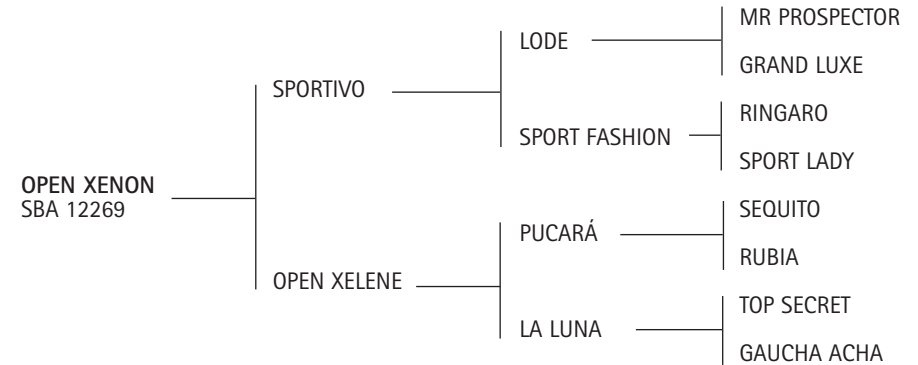 OPEN XENON
SBA 12269
SPORTIVO
OPEN XELENE
LODE
SPORT FASHION
PUCARÁ
LA LUNA
MR PROSPECTOR
GRAND LUXE
RINGARO
SPORT LADY
SEQUITO
RUBIA
TOP SECRET
GAUCHA ACHA